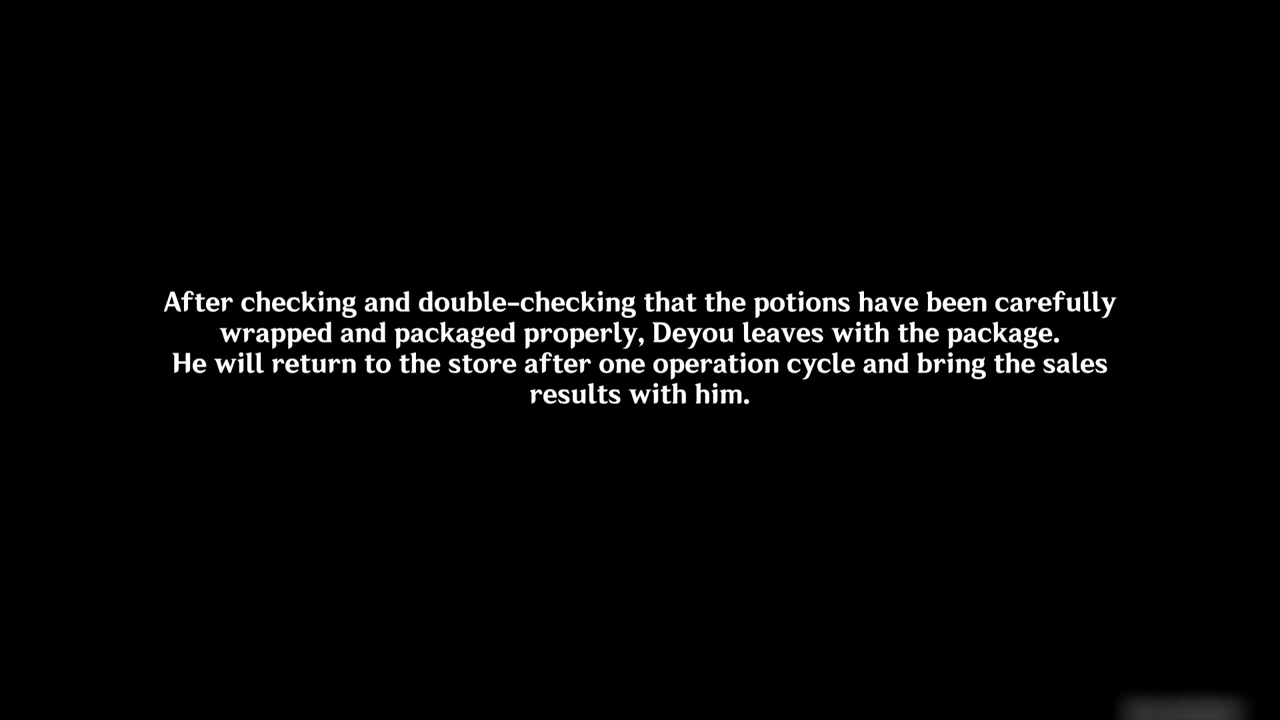 After checking and double-checking that the potions have been carefully
wrapped and packaged properly, Deyou leaves with the package.
He will return to the store after one operation cycle and bring the sales
results with him.